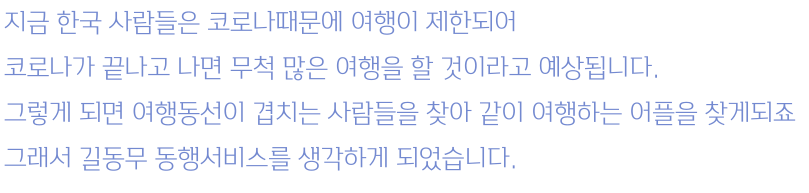 지금 한국 사람들은 코로나때문에 여행이 제한되어
코로나가 끝나고 나면 무척 많은 여행을 할 것이라고 예상됩니다.
그렇게 되면 여행동선이 겹치는 사람들을 찾아 같이 여행하는 어플을 찾게되죠
그래서 길동무 동행서비스를 생각하게 되었습니다.